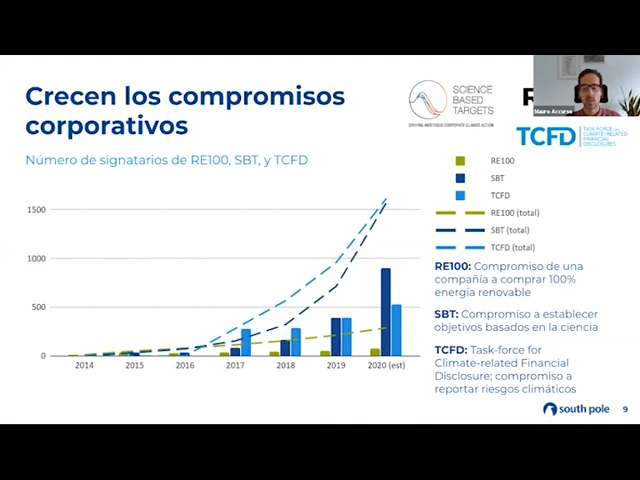 Crecen los compromisos
corporativos
Número de signatarios de RE100, SBT, y TCFD
SCIENCE
BASED
TARGETS
DRIVING AMBITIOUS CORPORATE CLIMATE ACTION
R
Mauro Accurso
TCFD
TASK FORCE ON
CLIMATE-RELATED
FINANCIAL
DISCLOSURES
RE100
SBT
TCFD
RE100 (total)
SBT (total)
TCFD (total)
1500
1000
500
0
2014 2015 2016 2017 2018 2019 2020 (est)
RE100: Compromiso de una
compañía a comprar 100%
energía renovable
SBT: Compromiso a establecer
objetivos basados en la ciencia
TCFD: Task-force for
Climate-related Financial
Disclosure; compromiso a
reportar riesgos climáticos
south pole 9